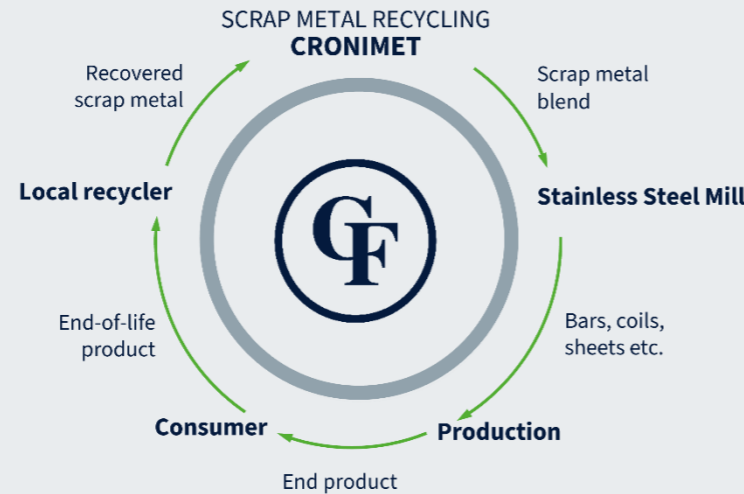 SCRAP METAL RECYCLING
CRONIMET
Recovered
scrap metal
Scrap metal
blend
Local recycler
Stainless Steel Mill
CF
End-of-life
product
Bars, coils,
sheets etc.
Consumer
Production
End product